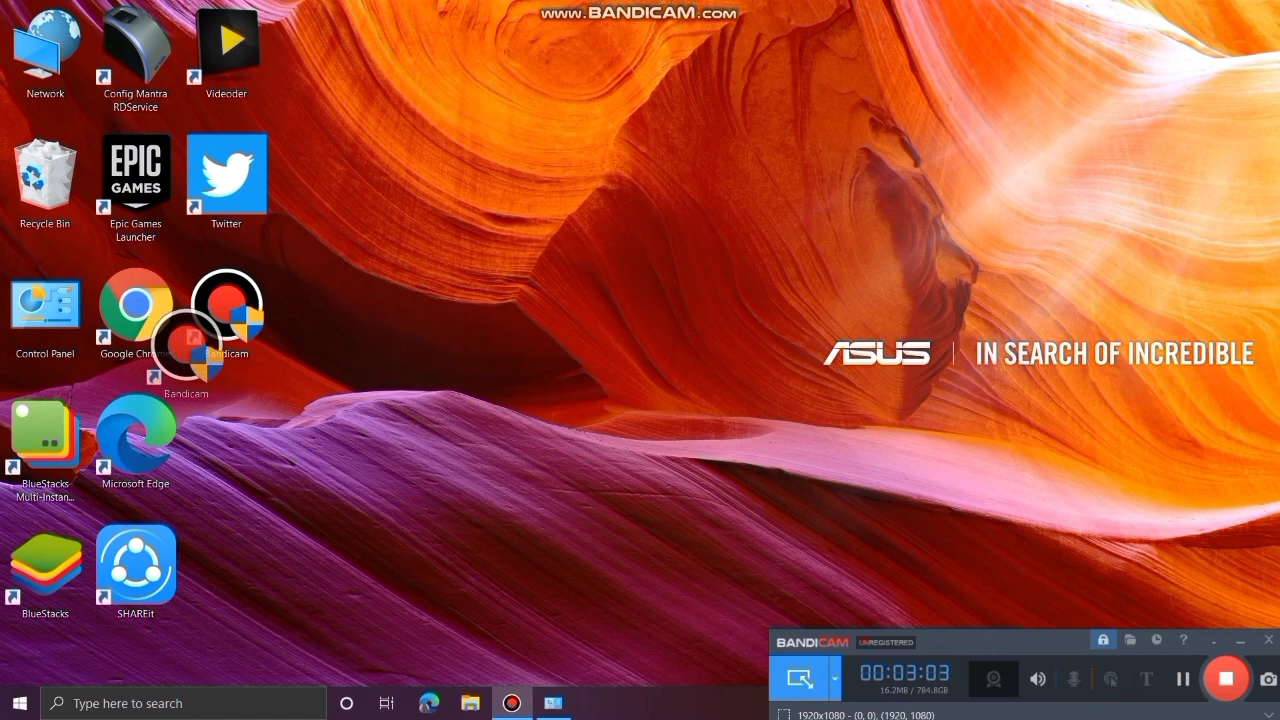 www.BANDICAM.com
Network
Config Mantra
RDService
Videoder
Recycle Bin
EPIC
GAMES
Epic Games
Launcher
Twitter
Control Panel
Google Chrome
Bandicam
Bandicam
ASUS | IN SEARCH OF INCREDIBLE
BlueStacks
Multi-Instan...
Microsoft Edge
BlueStacks
SHAREit
BANDICAM UNREGISTERED
00:03:03
16.2MB / 784.8GB
1920x1080 - (0, 0), (1920, 1080)
Type here to search